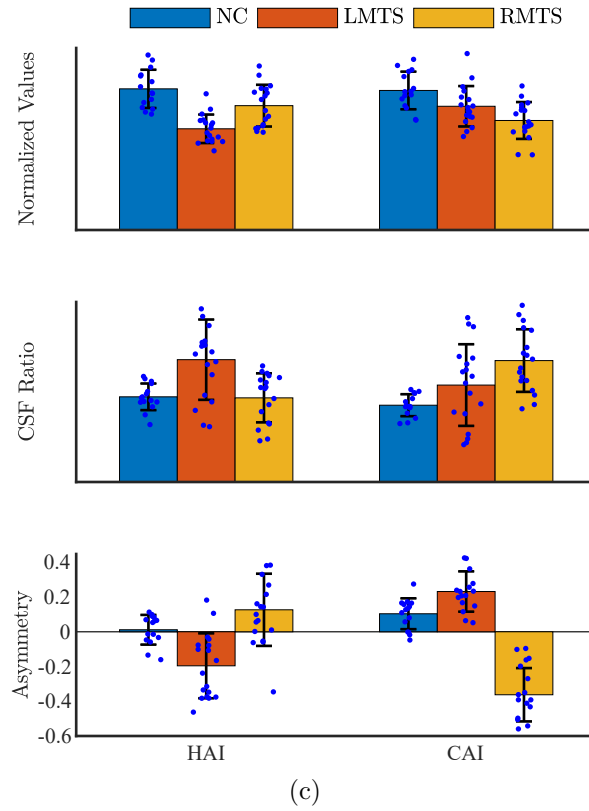 NC LMTS RMTS
Normalized Values
CSF Ratio
Asymmetry
0.4
0.2
0
-0.2
-0.4
-0.6
HAI CAI
(c)